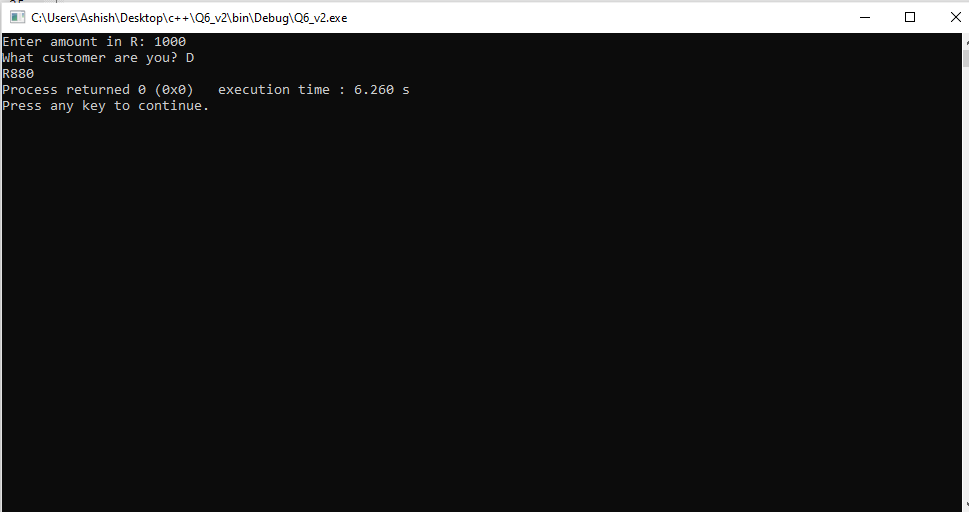 C:\Users\Ashish\Desktop\c++\Q6_v2\bin\Debug\Q6_v2.exe
Enter amount in R: 1000
What customer are you? D
R880
Process returned 0 (0x0)   execution time : 6.260 s
Press any key to continue.